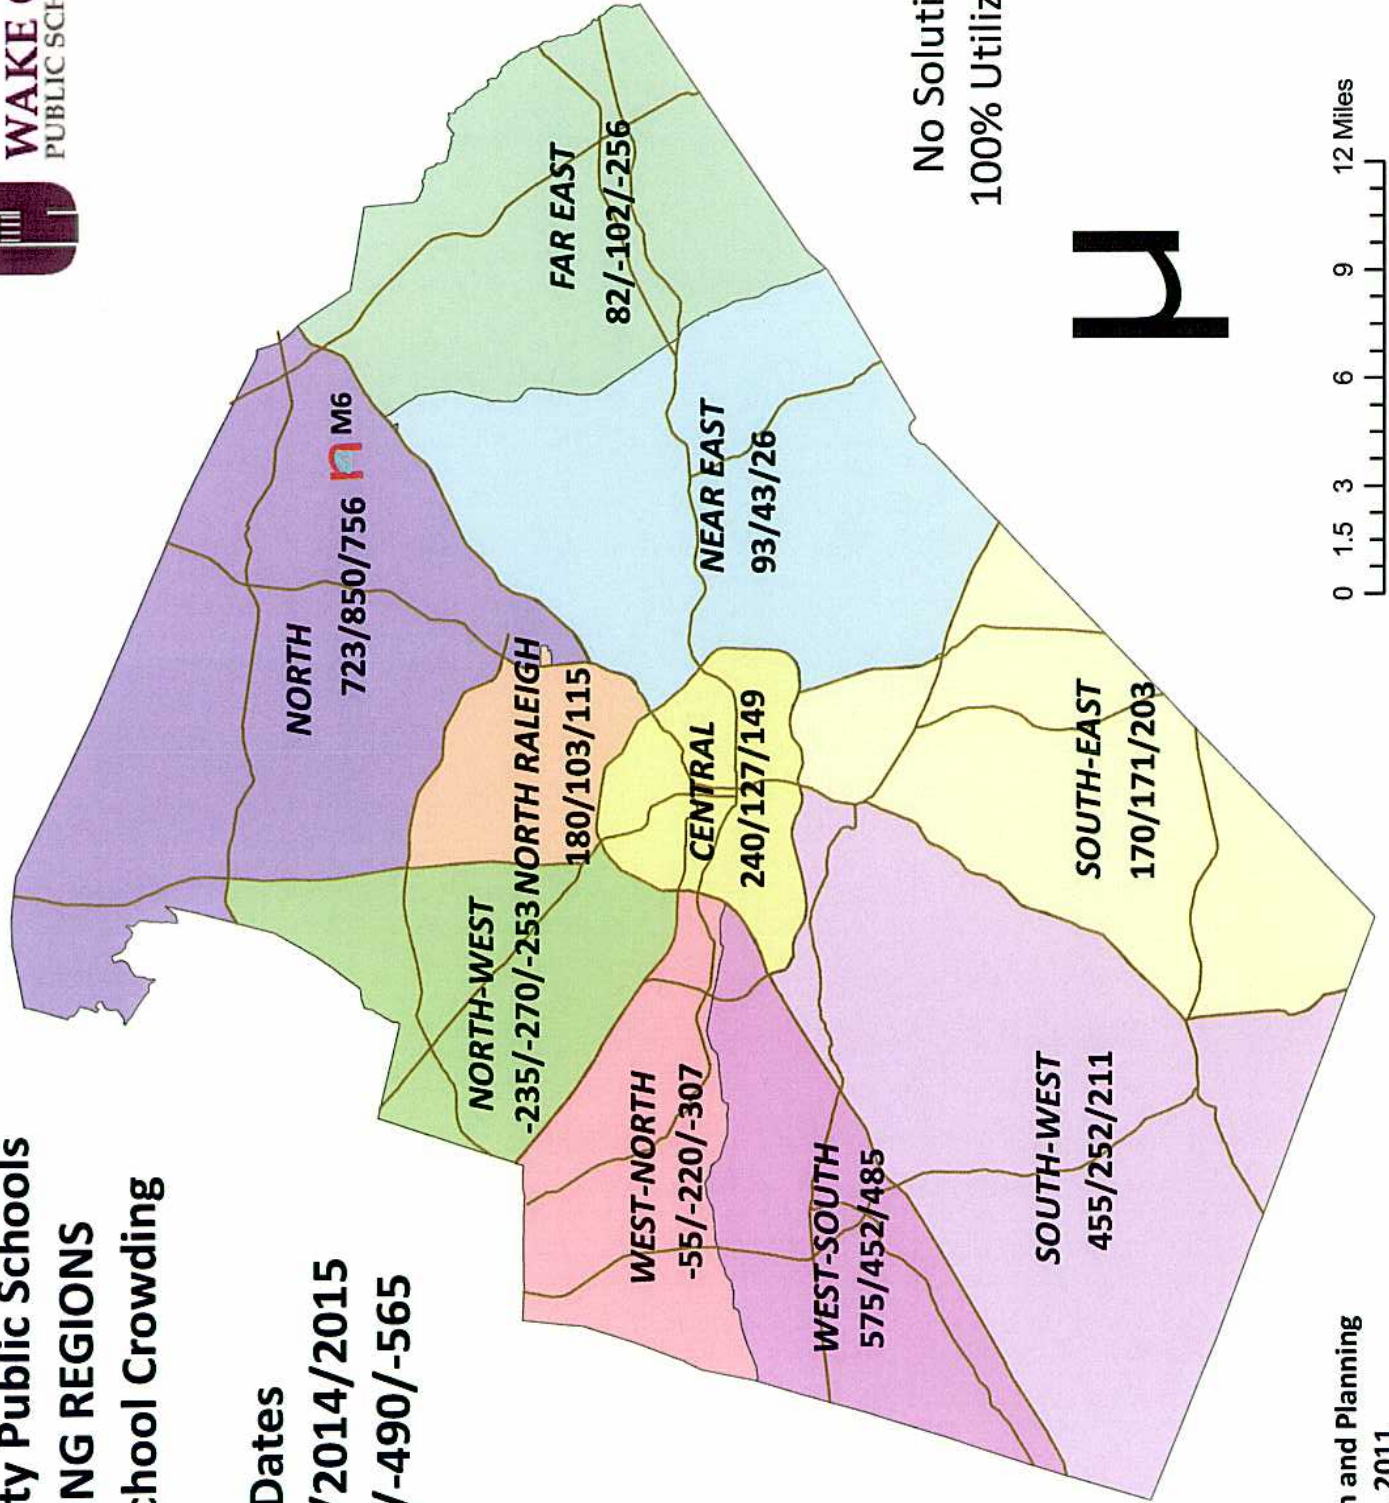 WAKE C
PUBLIC SCH
ty Public Schools
NG REGIONS
chool Crowding
Dates
/2014/2015
/-490/-565
NORTH
723/850/756
M6
FAR EAST
82/-102/-256
NORTH-WEST
-235/-270/-253
NORTH RALEIGH
180/103/115
NEAR EAST
93/43/26
CENTRAL
240/127/149
WEST-NORTH
-55/-220/-307
WEST-SOUTH
575/452/485
SOUTH-WEST
455/252/211
SOUTH-EAST
170/171/203
No Soluti
100% Utiliz
µ
0 1.5 3 6 9 12 Miles
n and Planning
2011